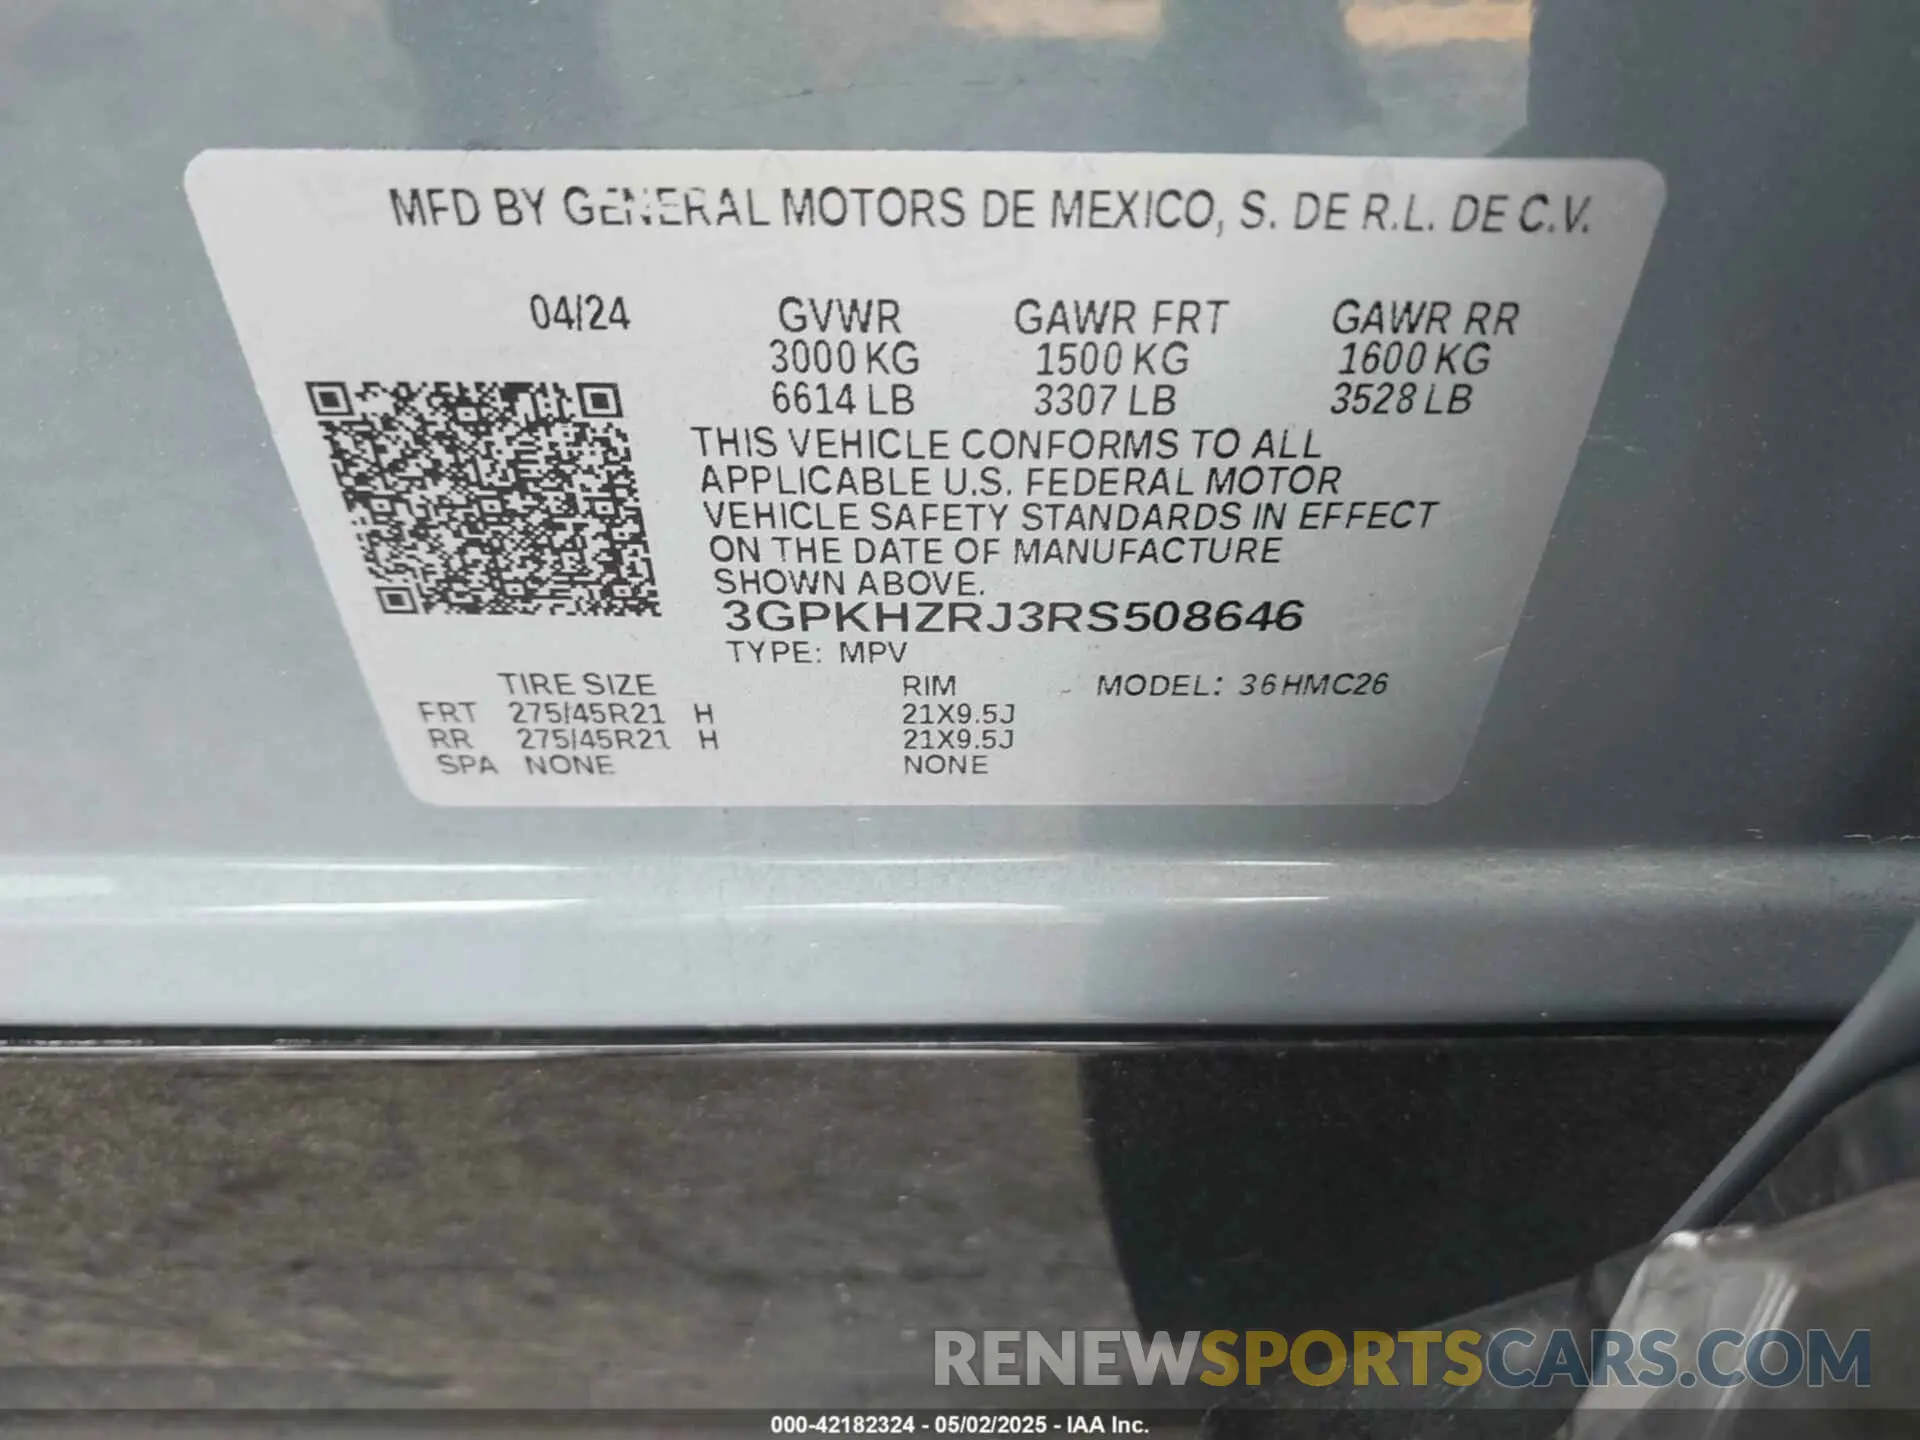 MFD BY GENERAL MOTORS DE MEXICO, S. DE R.L. DE C.V.
04/24 GVWR GAWR FRT GAWR RR
3000 KG 1500 KG 1600 KG
6614 LB 3307 LB 3528 LB
THIS VEHICLE CONFORMS TO ALL
APPLICABLE U.S. FEDERAL MOTOR
VEHICLE SAFETY STANDARDS IN EFFECT
ON THE DATE OF MANUFACTURE
SHOWN ABOVE.
3GPKHZRJ3RS508646
TYPE: MPV
TIRE SIZE RIM MODEL: 36HMC26
FRT 275/45R21 H 21X9.5J
RR 275/45R21 H 21X9.5J
SPA NONE NONE
RENEWSPORTSCARS.COM
000-42182324 - 05/02/2025 - IAA Inc.